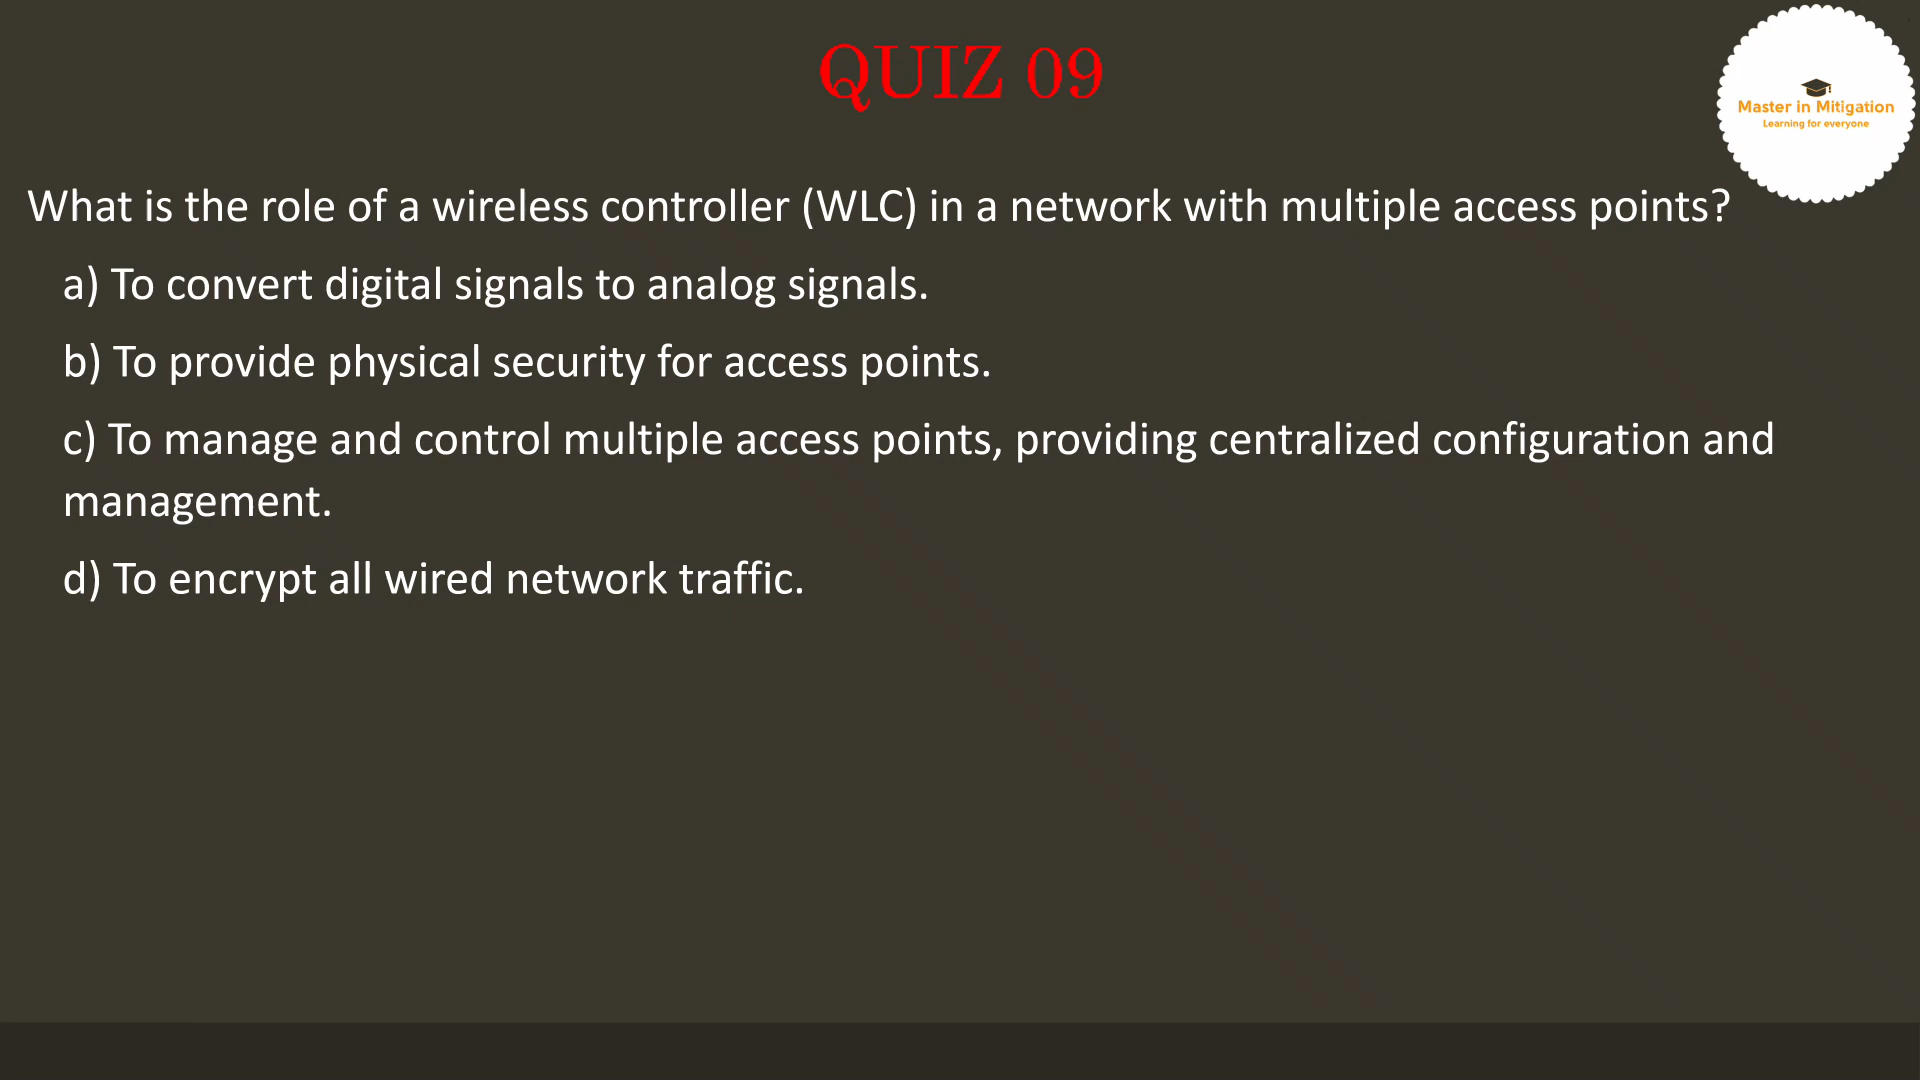 QUIZ 09
Master in Mitigation
Learning for everyone
What is the role of a wireless controller (WLC) in a network with multiple access points?
a) To convert digital signals to analog signals.
b) To provide physical security for access points.
c) To manage and control multiple access points, providing centralized configuration and
management.
d) To encrypt all wired network traffic.